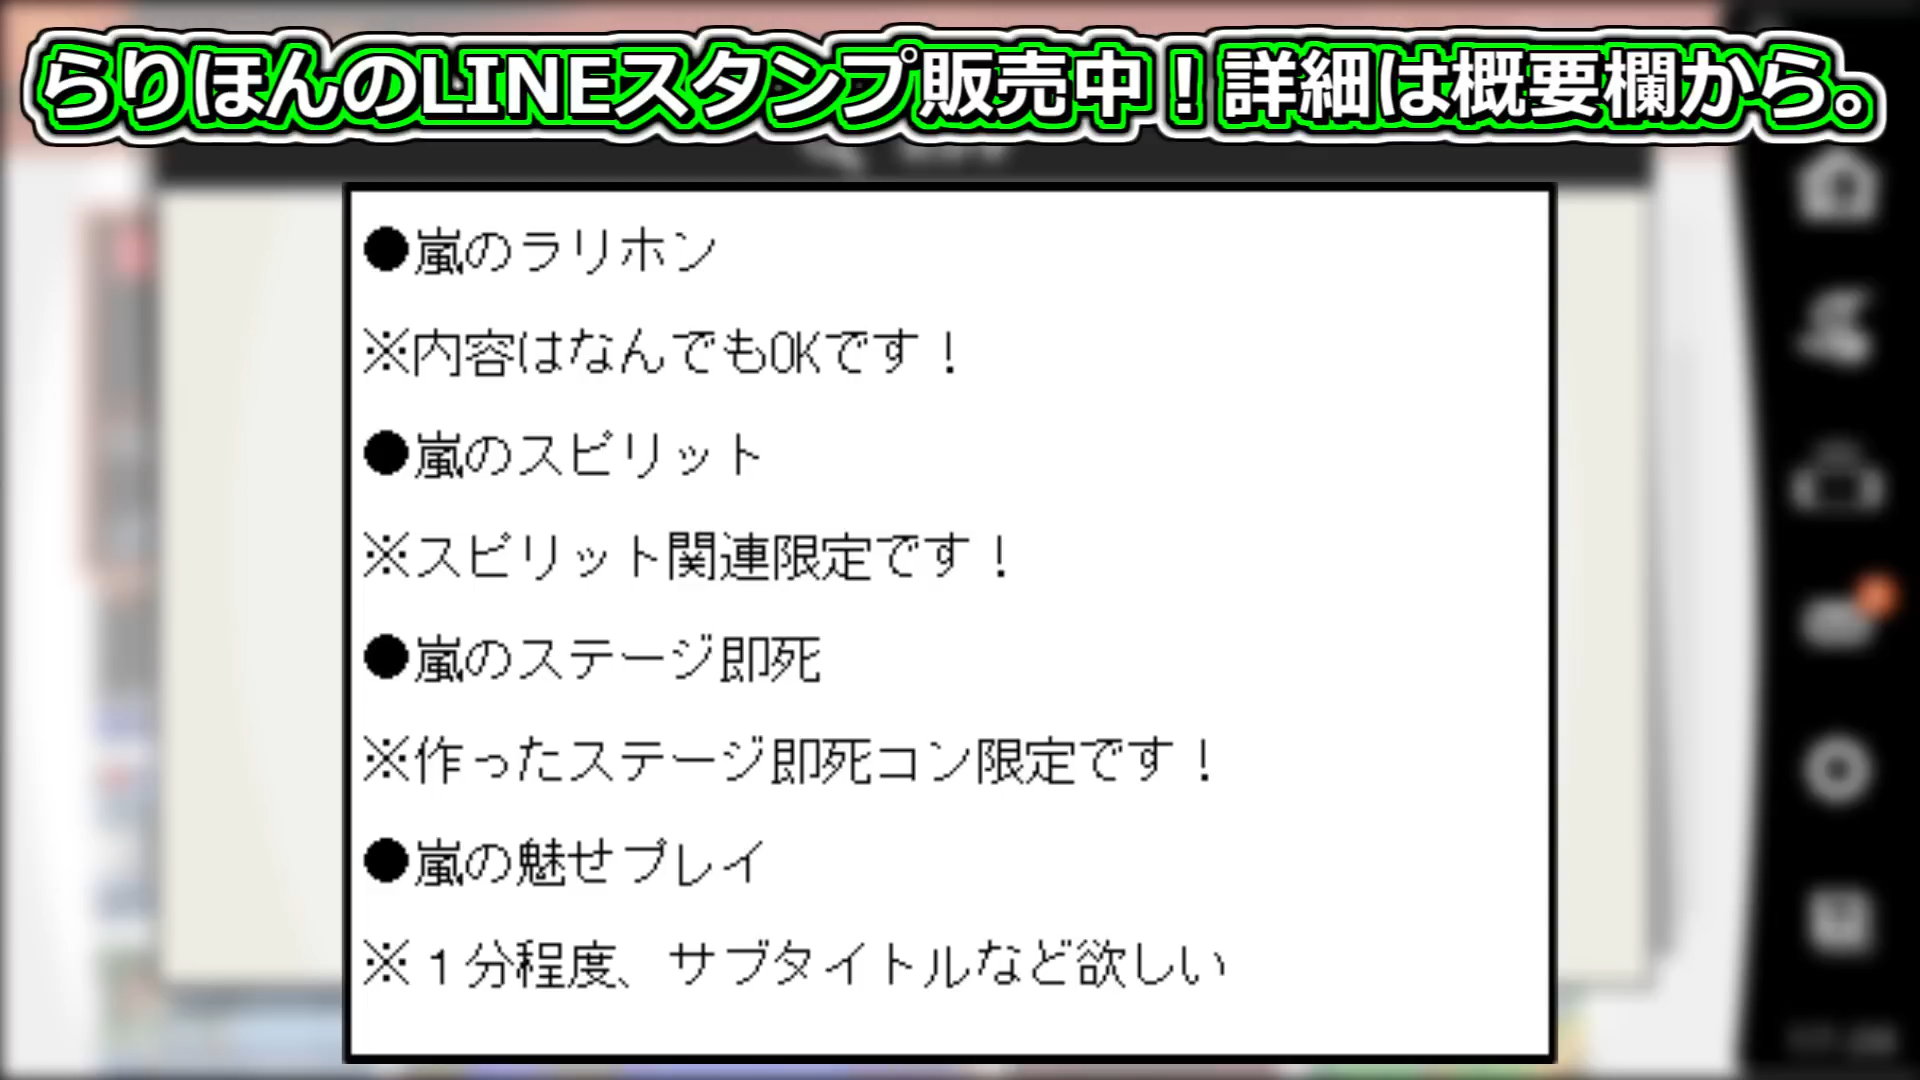 らりほんのLINEスタンプ販売中！詳細は概要欄から。
●嵐のラリホン
※内容はなんでもOKです！
●嵐のスピリット
※スピリット関連限定です！
●嵐のステージ即死
※作ったステージ即死コン限定です！
●嵐の魅せプレイ
※１分程度、サブタイトルなど欲しい